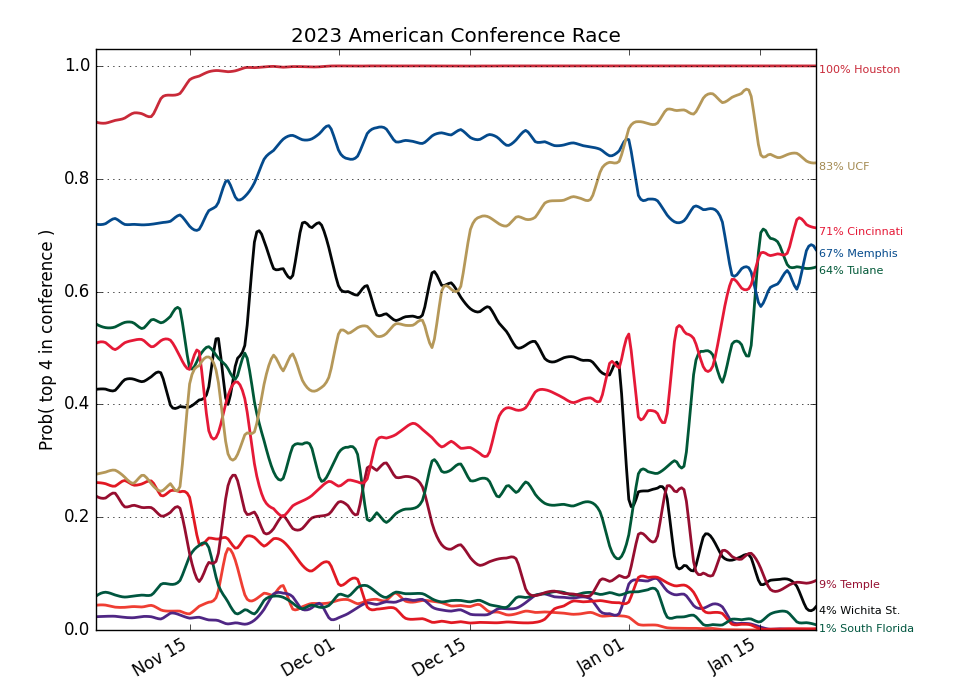 2023 American Conference Race
Prob( top 4 in conference )
1.0
0.8
0.6
0.4
0.2
0.0
Nov 15
Dec 01
Dec 15
Jan 01
Jan 15
100% Houston
83% UCF
71% Cincinnati
67% Memphis
64% Tulane
9% Temple
4% Wichita St.
1% South Florida